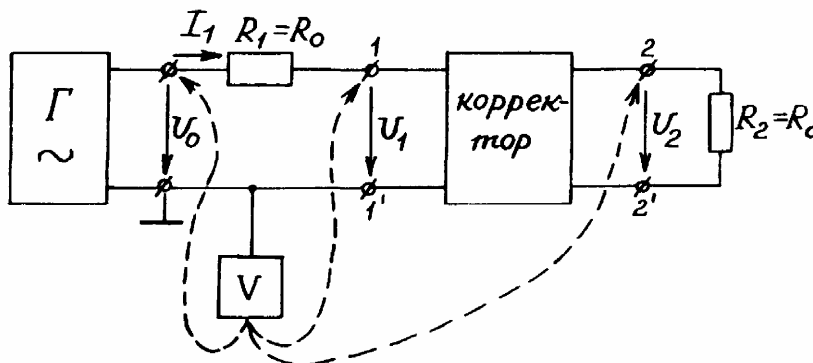 I₁
R₁=R₀
1
2
Г
~
U₀
U₁
коррек-
тор
U₂
R₂=R₀
1'
2'
V